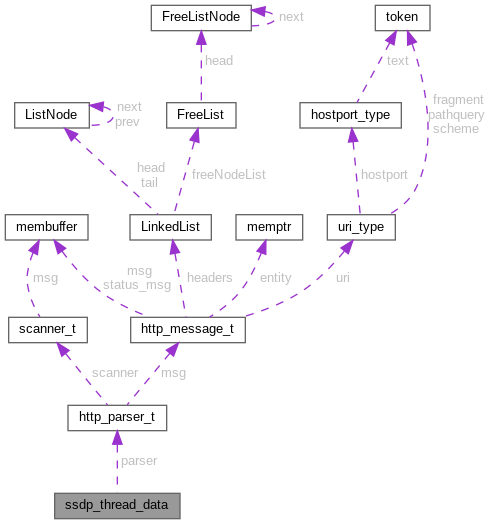 FreeListNode
next
token
head
text
fragment
pathquery
scheme
ListNode
next
prev
FreeList
hostport_type
head
tail
freeNodeList
hostport
membuffer
LinkedList
memptr
uri_type
msg
msg
status_msg
headers
entity
uri
scanner_t
http_message_t
scanner
msg
http_parser_t
parser
ssdp_thread_data